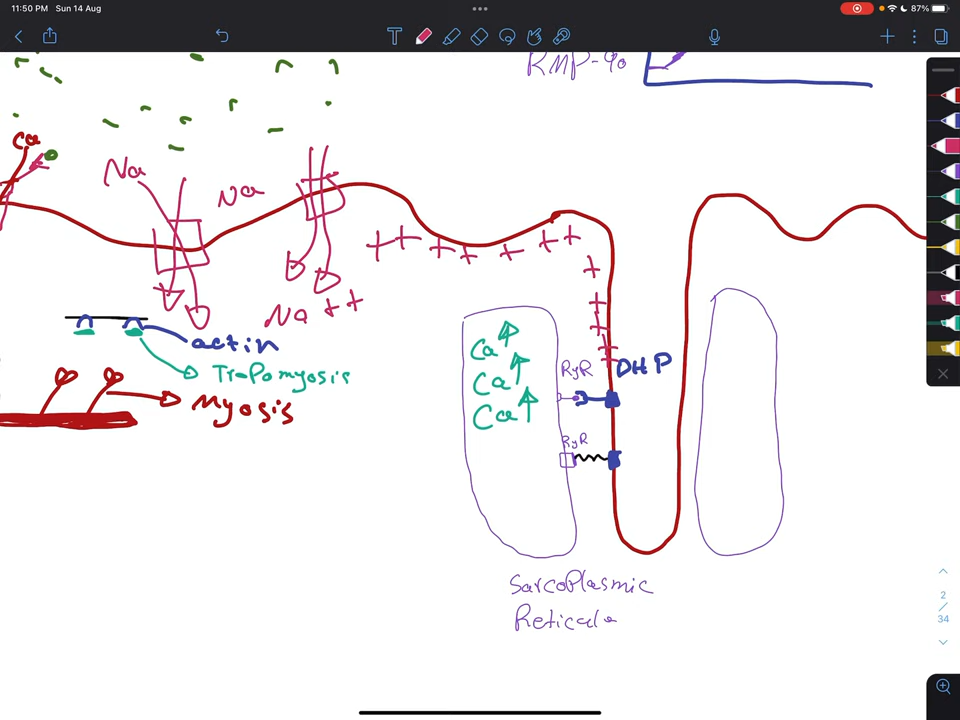 11:50 PM Sun 14 Aug
87%
RMP-90
Ca
Na
Na
Na ++
actin
Tropomyosis
Myosis
Ca
Ca
Ca
RyR
DHP
RyR
Sarcoplasmic
Reticulo
2
/
34